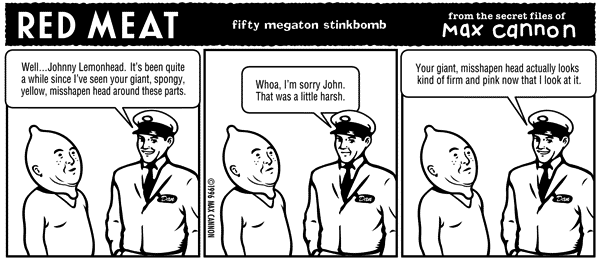 RED MEAT
fifty megaton stinkbomb
from the secret files of
Max cannon
Well...Johnny Lemonhead. It's been quite
a while since I've seen your giant, spongy,
yellow, misshapen head around these parts.
Dan
Whoa, I'm sorry John.
That was a little harsh.
Dan
©1996 MAX CANNON
Your giant, misshapen head actually looks
kind of firm and pink now that I look at it.
Dan